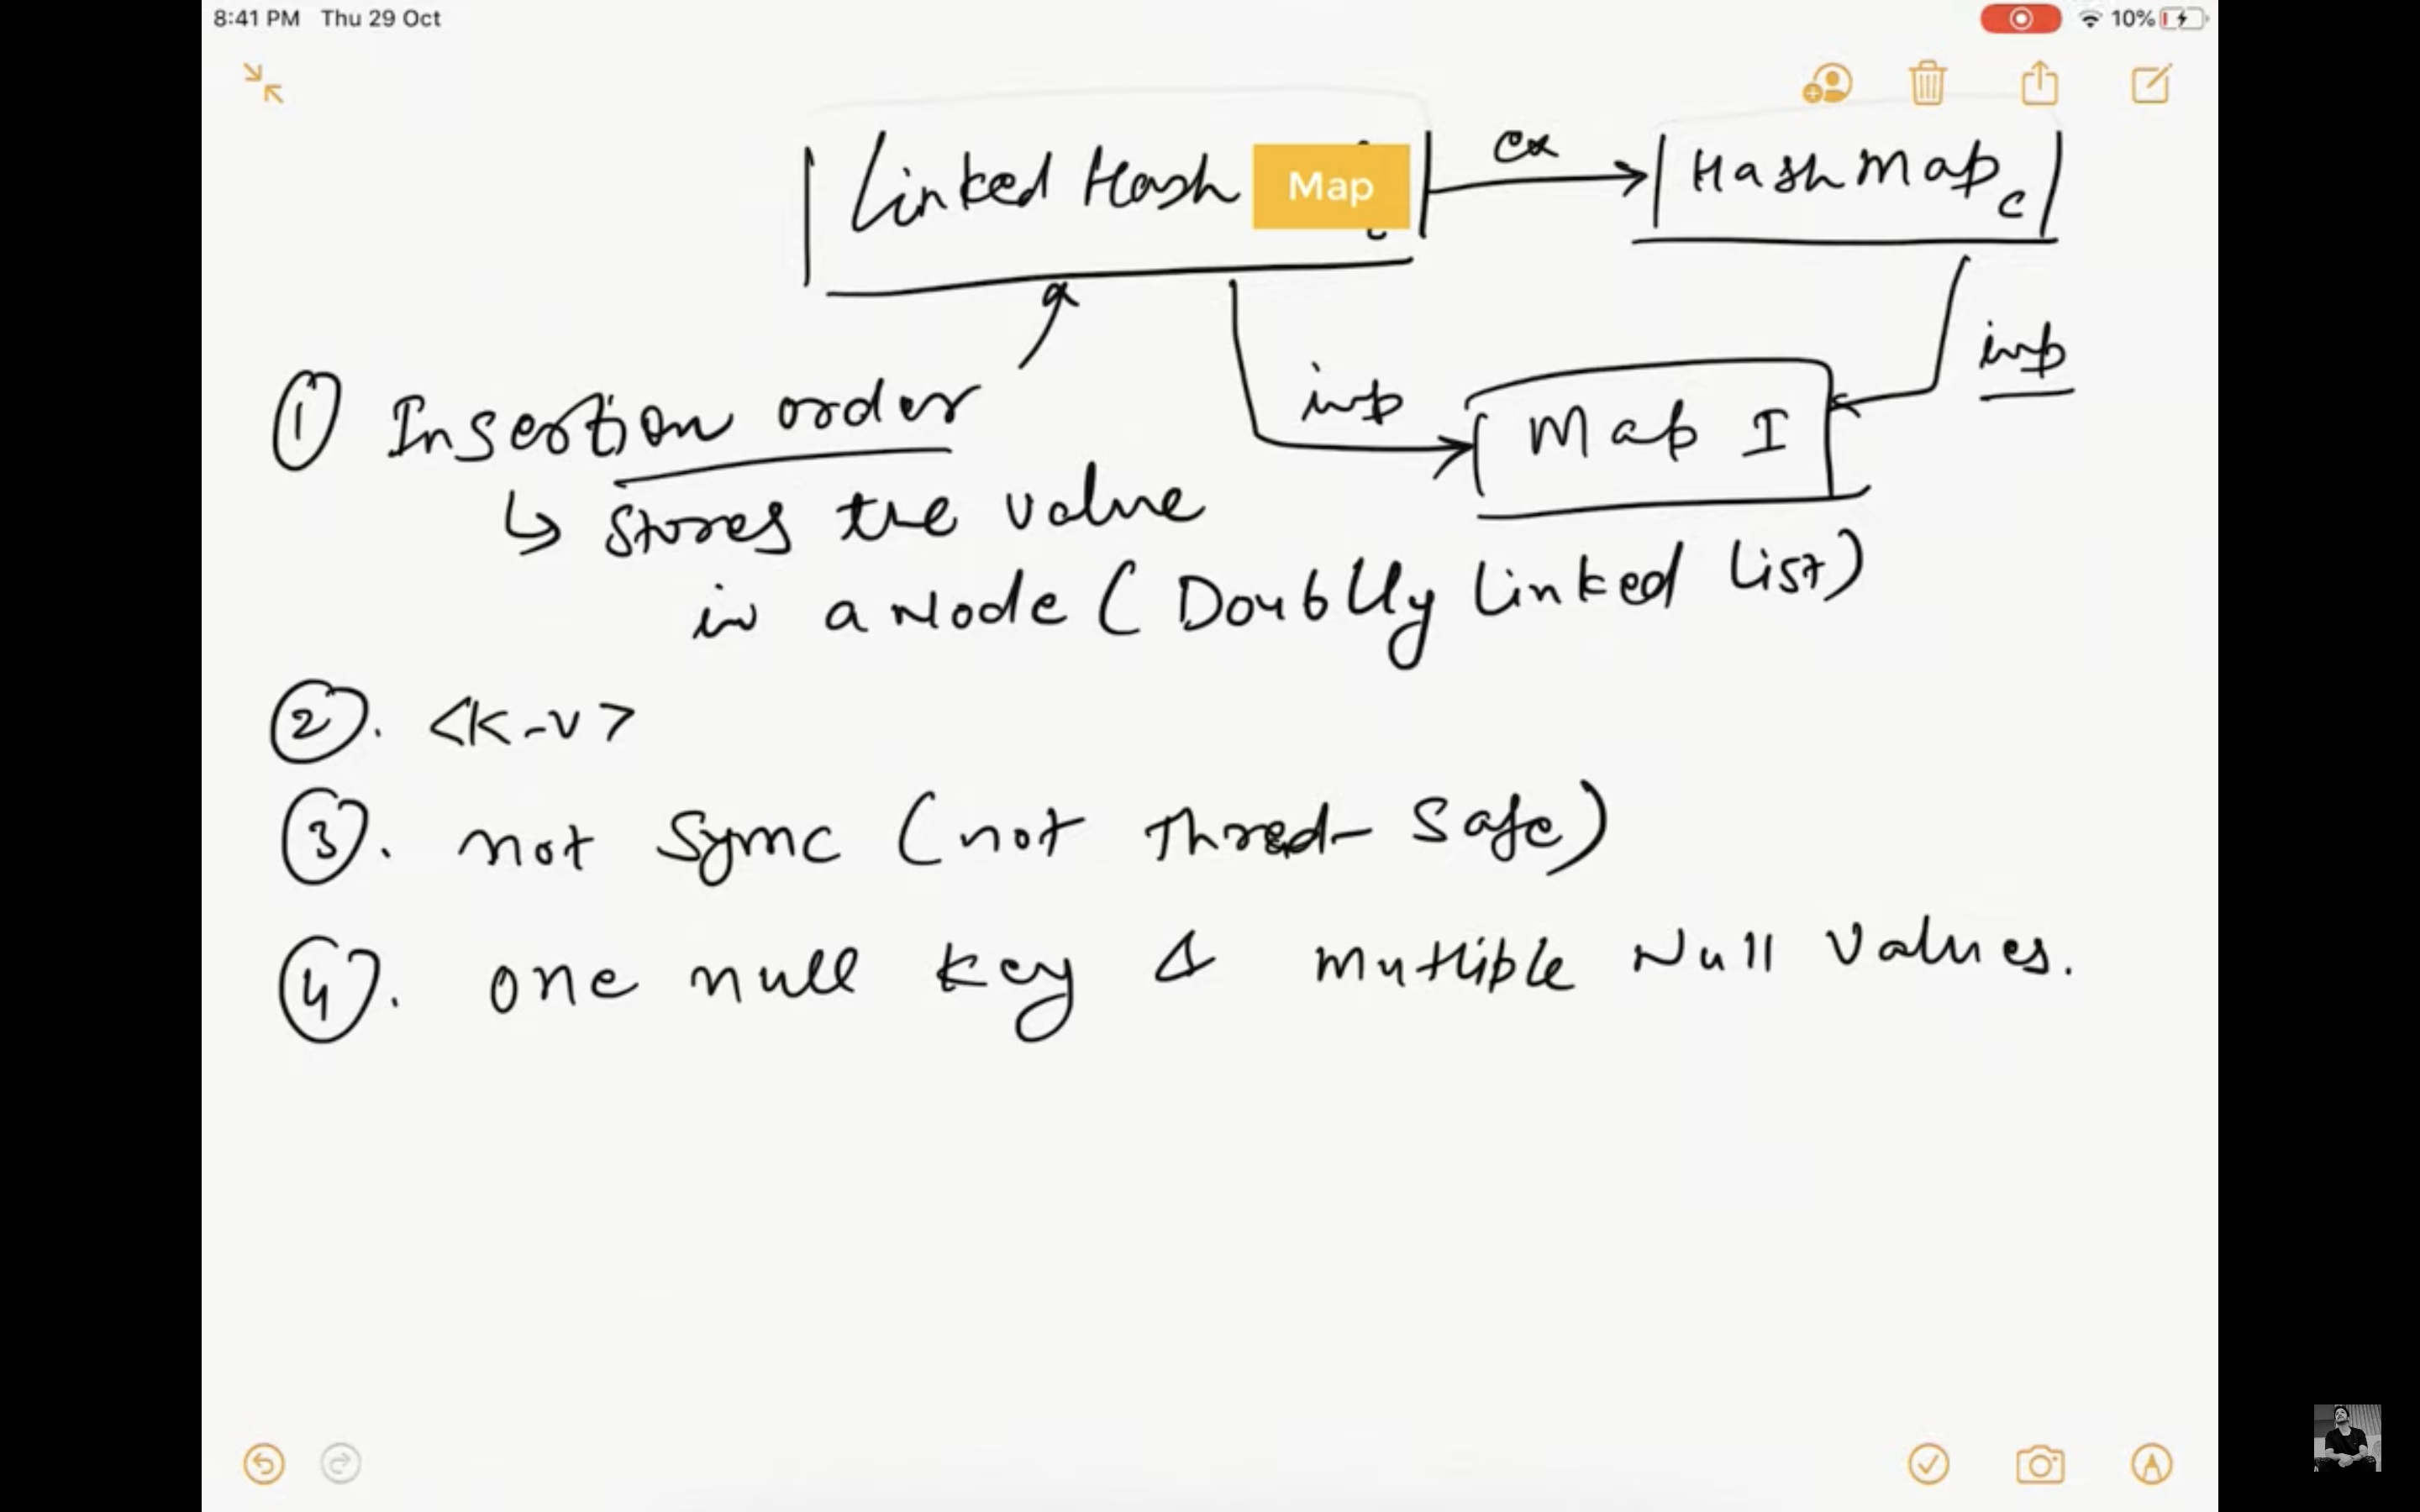 8:41 PM Thu 29 Oct
10%
Linked Hash Map
ex
HashMap c
imp
imp
Map I
① Insertion order
↳ stores the value
in a Node (Doublly Linked List)
②. <K-V>
③. not Sync (not Thred-Safe)
④. one null key & mutliple Null Values.